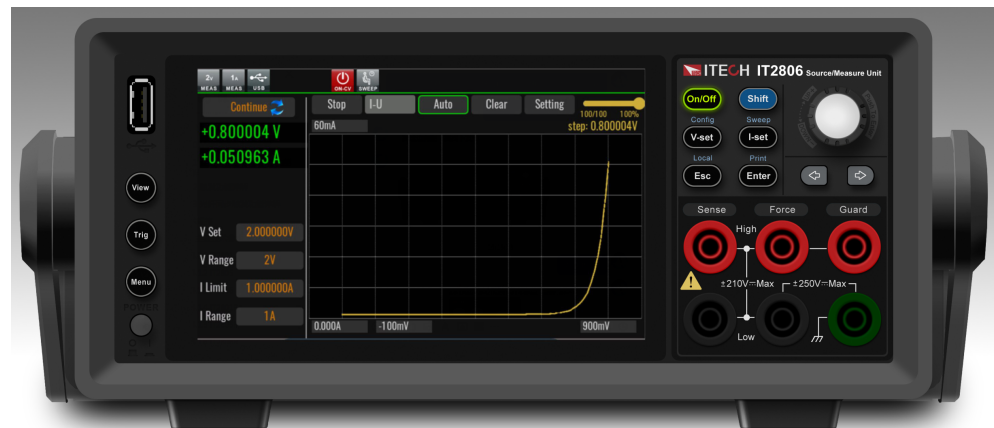 ITECH IT2806 Source/Measure Unit
2V 1A
MEAS MEAS USB ON-CV SWEEP
Continue Stop I-U Auto Clear Setting 100/100 100%
60mA step: 0.800004V
+0.800004 V
+0.050963 A
V Set 2.000000V
V Range 2V
I Limit 1.000000A
I Range 1A
0.000A -100mV 900mV
View
Trig
Menu
POWER
On/Off Shift
Config Sweep
V-set I-set
Local Print
Esc Enter
Sense Force Guard
High
±210V⎓Max ±250V⎓Max
Low